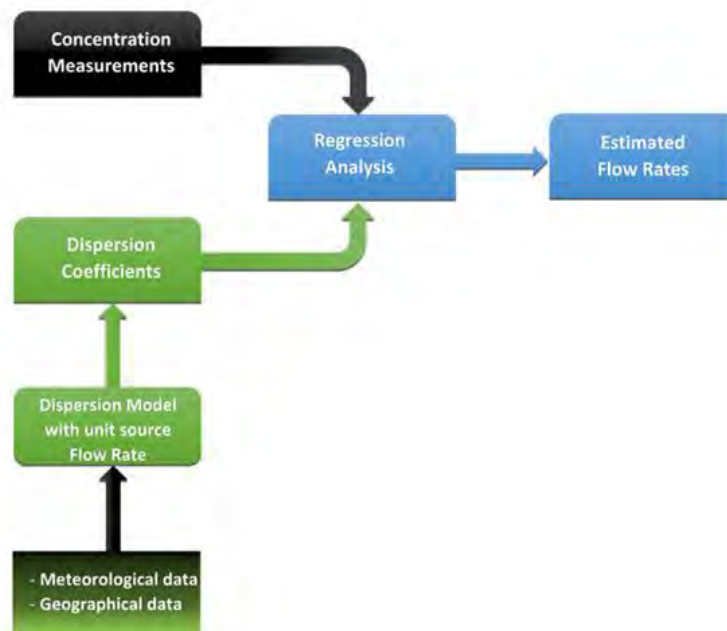 Concentration
Measurements
Regression
Analysis
Estimated
Flow Rates
Dispersion
Coefficients
Dispersion Model
with unit source
Flow Rate
- Meteorological data
- Geographical data